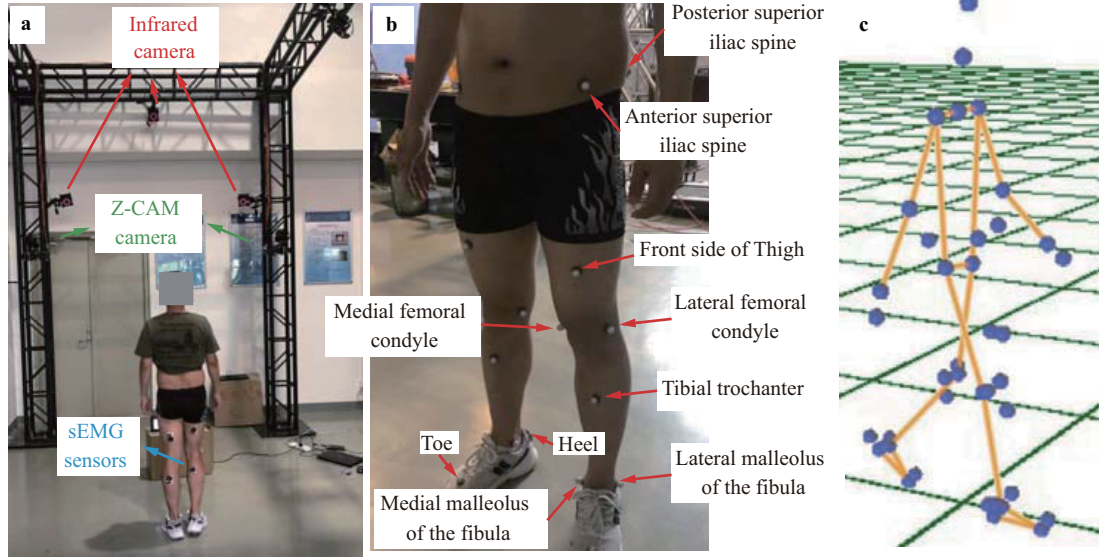 a
Infrared
camera
Z-CAM
camera
sEMG
sensors
b
Posterior superior
iliac spine
Anterior superior
iliac spine
Front side of Thigh
Medial femoral
condyle
Lateral femoral
condyle
Tibial trochanter
Toe
Heel
Lateral malleolus
of the fibula
Medial malleolus
of the fibula
c